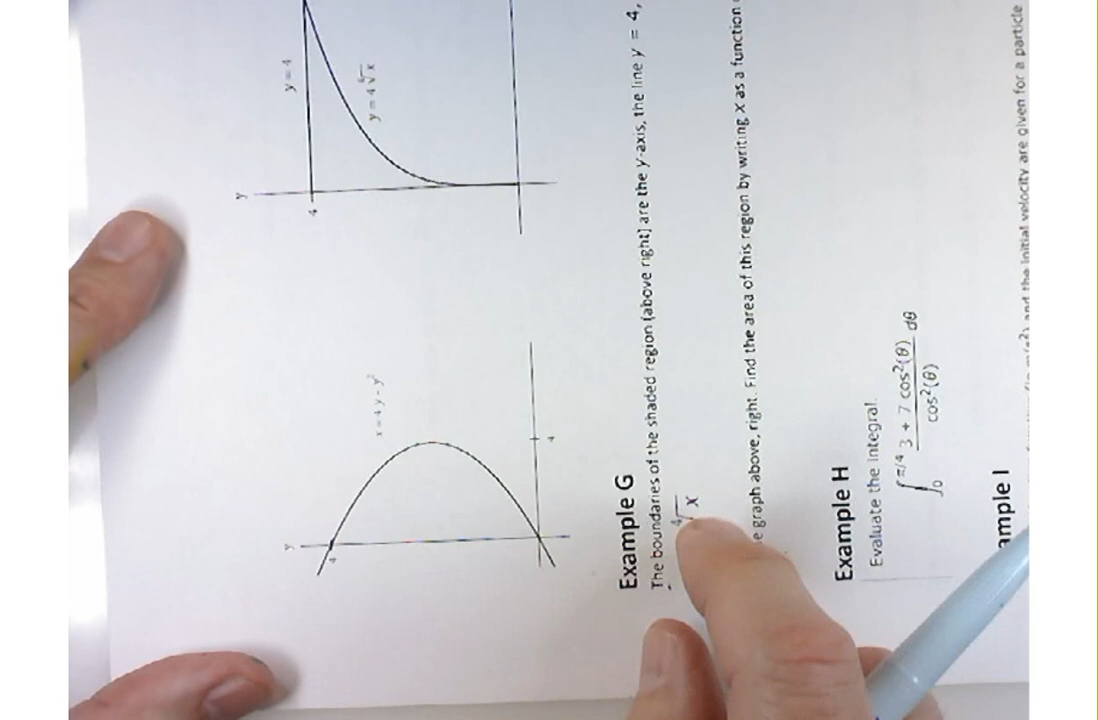 y
4
x = 4 y - y²
4
y
4
y = 4
y = 4∜x
Example G
The boundaries of the shaded region (above right) are the y-axis, the line y = 4,
∜x
e graph above, right. Find the area of this region by writing x as a function
Example H
Evaluate the integral.
∫₀^π/4 (3 + 7 cos²(θ))/(cos²(θ)) dθ
ample I
and the initial velocity are given for a particle